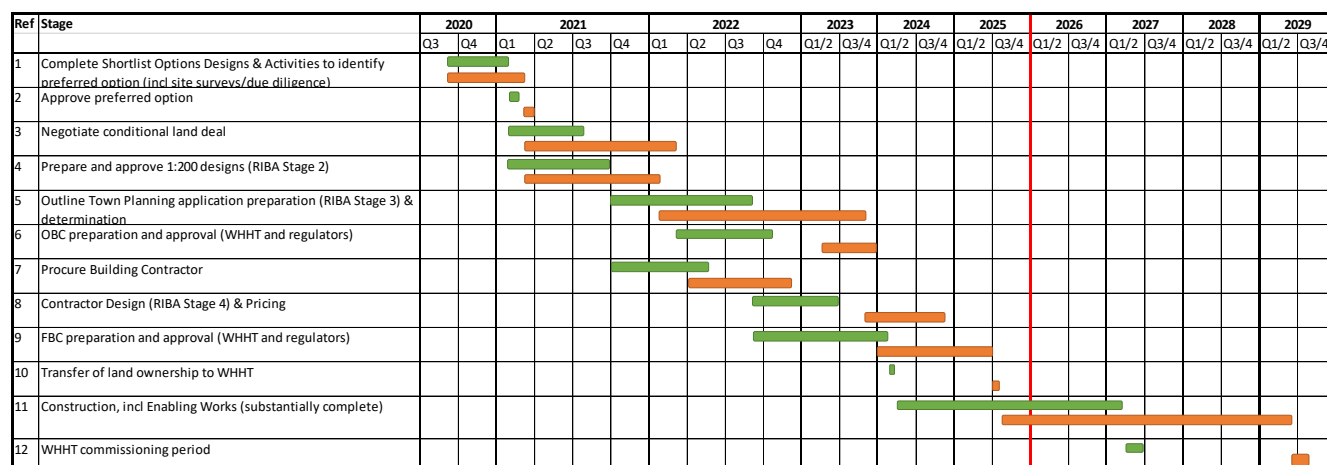 Ref Stage 2020 2021 2022 2023 2024 2025 2026 2027 2028 2029
Q3 Q4 Q1 Q2 Q3 Q4 Q1 Q2 Q3 Q4 Q1/2 Q3/4 Q1/2 Q3/4 Q1/2 Q3/4 Q1/2 Q3/4 Q1/2 Q3/4 Q1/2 Q3/4 Q1/2 Q3/4
1 Complete Shortlist Options Designs & Activities to identify
preferred option (incl site surveys/due diligence)
2 Approve preferred option
3 Negotiate conditional land deal
4 Prepare and approve 1:200 designs (RIBA Stage 2)
5 Outline Town Planning application preparation (RIBA Stage 3) &
determination
6 OBC preparation and approval (WHHT and regulators)
7 Procure Building Contractor
8 Contractor Design (RIBA Stage 4) & Pricing
9 FBC preparation and approval (WHHT and regulators)
10 Transfer of land ownership to WHHT
11 Construction, incl Enabling Works (substantially complete)
12 WHHT commissioning period